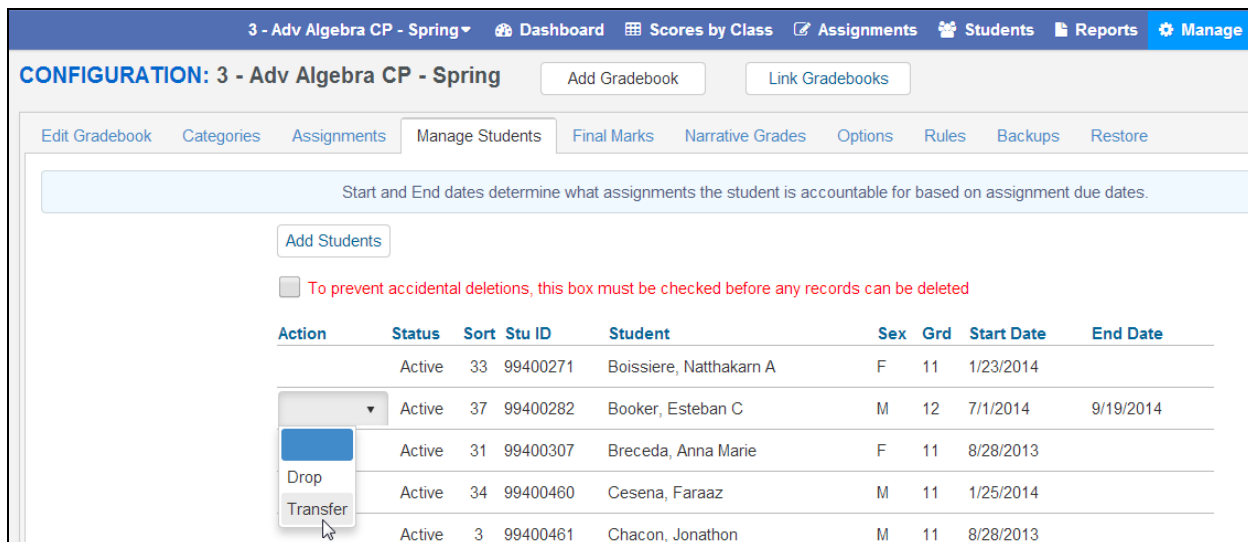 3 - Adv Algebra CP - Spring Dashboard Scores by Class Assignments Students Reports Manage
CONFIGURATION: 3 - Adv Algebra CP - Spring Add Gradebook Link Gradebooks
Edit Gradebook Categories Assignments Manage Students Final Marks Narrative Grades Options Rules Backups Restore
Start and End dates determine what assignments the student is accountable for based on assignment due dates.
Add Students
To prevent accidental deletions, this box must be checked before any records can be deleted
Action Status Sort Stu ID Student Sex Grd Start Date End Date
Active 33 99400271 Boissiere, Natthakarn A F 11 1/23/2014
Active 37 99400282 Booker, Esteban C M 12 7/1/2014 9/19/2014
Active 31 99400307 Breceda, Anna Marie F 11 8/28/2013
Drop
Active 34 99400460 Cesena, Faraaz M 11 1/25/2014
Transfer
Active 3 99400461 Chacon, Jonathon M 11 8/28/2013